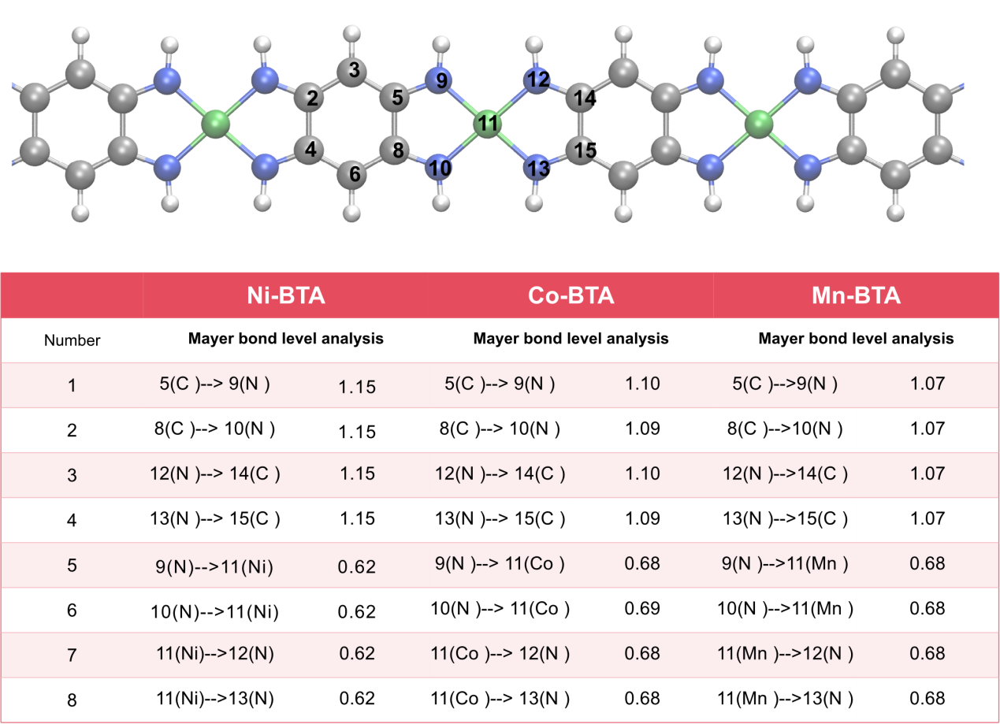 3
9
12
2
5
14
11
4
8
15
6
10
13
Ni-BTA Co-BTA Mn-BTA
Number Mayer bond level analysis Mayer bond level analysis Mayer bond level analysis
1 5(C )--> 9(N ) 1.15 5(C )--> 9(N ) 1.10 5(C )-->9(N ) 1.07
2 8(C )--> 10(N ) 1.15 8(C )--> 10(N ) 1.09 8(C )-->10(N ) 1.07
3 12(N )--> 14(C ) 1.15 12(N )--> 14(C ) 1.10 12(N )-->14(C ) 1.07
4 13(N )--> 15(C ) 1.15 13(N )--> 15(C ) 1.09 13(N )-->15(C ) 1.07
5 9(N)-->11(Ni) 0.62 9(N )--> 11(Co ) 0.68 9(N )-->11(Mn ) 0.68
6 10(N)-->11(Ni) 0.62 10(N )--> 11(Co ) 0.69 10(N )-->11(Mn ) 0.68
7 11(Ni)-->12(N) 0.62 11(Co )--> 12(N ) 0.68 11(Mn )-->12(N ) 0.68
8 11(Ni)-->13(N) 0.62 11(Co )--> 13(N ) 0.68 11(Mn )-->13(N ) 0.68